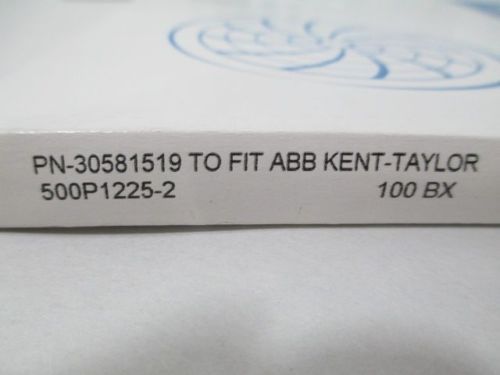 PN-30581519 TO FIT ABB KENT-TAYLOR
500P1225-2 100 BX